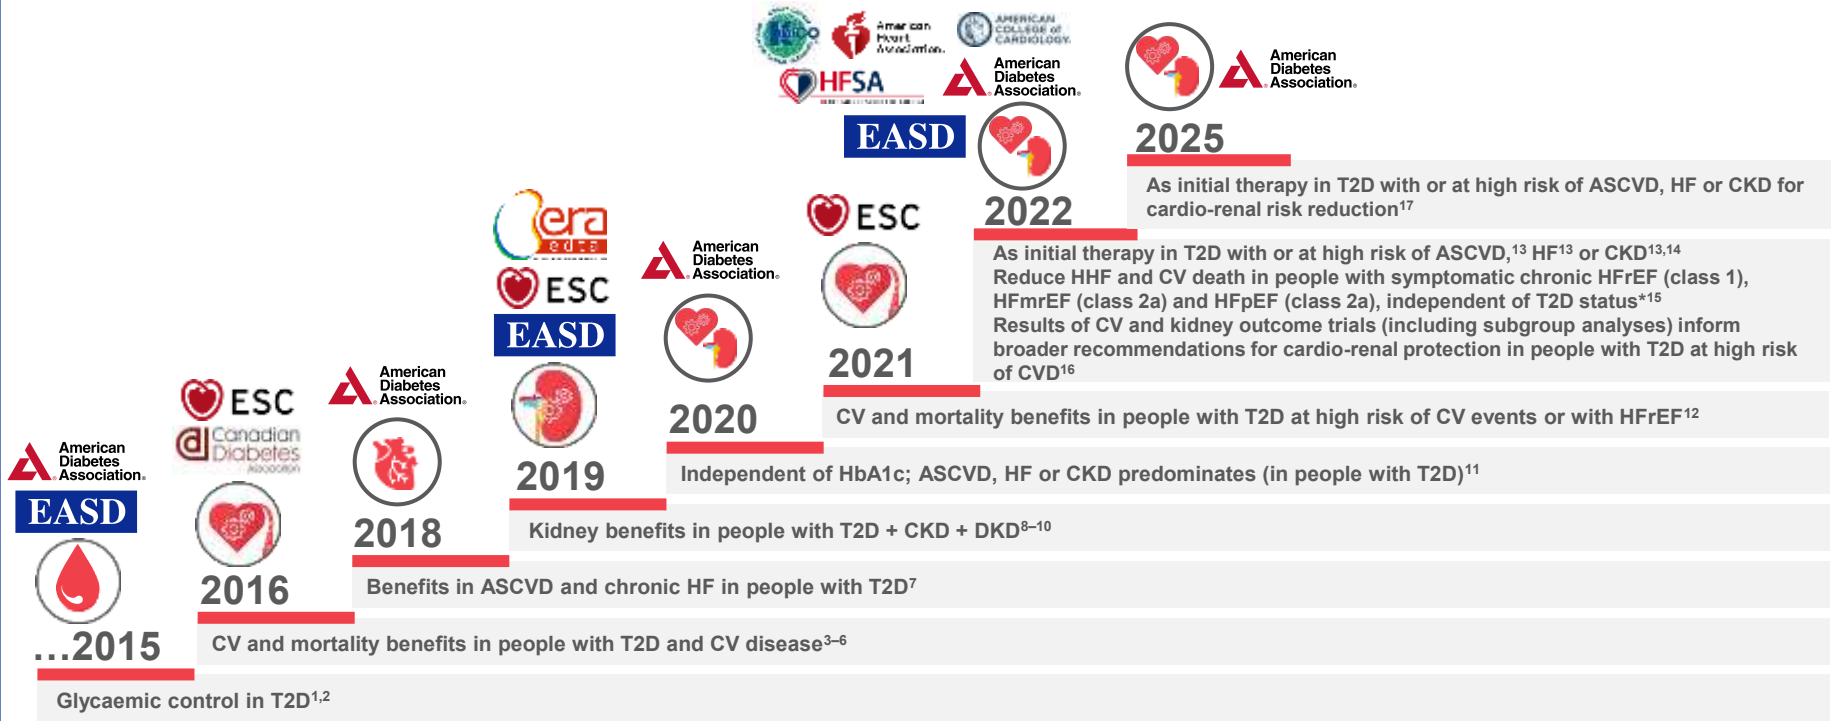 American
Heart
Association.
AMERICAN
COLLEGE of
CARDIOLOGY
HFSA
American
Diabetes
Association.
EASD
American
Diabetes
Association.
2025
As initial therapy in T2D with or at high risk of ASCVD, HF or CKD for
cardio-renal risk reduction17
ESC
2022
As initial therapy in T2D with or at high risk of ASCVD,13 HF13 or CKD13,14
Reduce HHF and CV death in people with symptomatic chronic HFrEF (class 1),
HFmrEF (class 2a) and HFpEF (class 2a), independent of T2D status*15
Results of CV and kidney outcome trials (including subgroup analyses) inform
broader recommendations for cardio-renal protection in people with T2D at high risk
of CVD16
2021
CV and mortality benefits in people with T2D at high risk of CV events or with HFrEF12
American
Diabetes
Association.
2020
Independent of HbA1c; ASCVD, HF or CKD predominates (in people with T2D)11
era
edta
ESC
EASD
2019
Kidney benefits in people with T2D + CKD + DKD8–10
American
Diabetes
Association.
2018
Benefits in ASCVD and chronic HF in people with T2D7
ESC
Canadian
Diabetes
Association
2016
CV and mortality benefits in people with T2D and CV disease3–6
American
Diabetes
Association.
EASD
...2015
Glycaemic control in T2D1,2